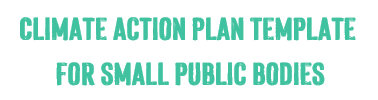 CLIMATE ACTION PLAN TEMPLATE
FOR SMALL PUBLIC BODIES